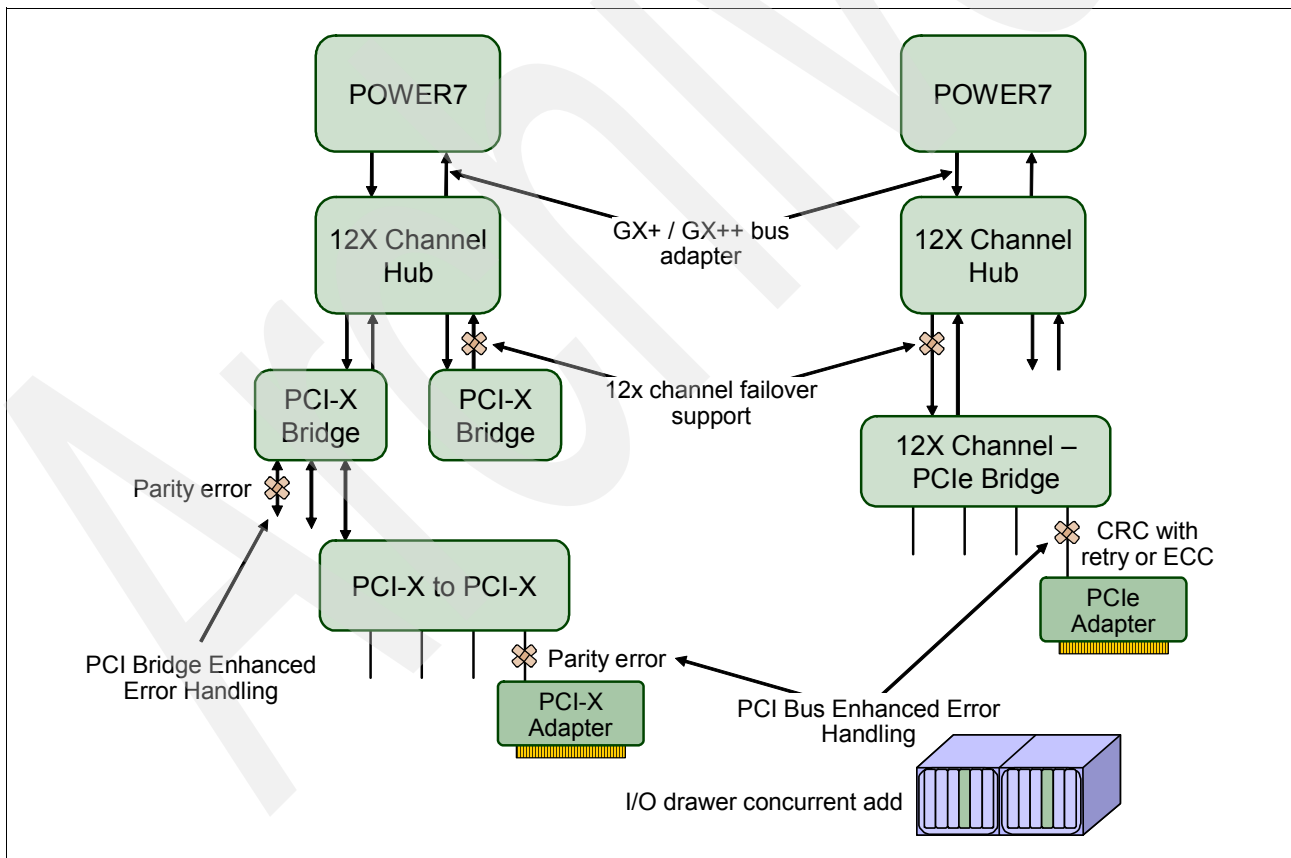 POWER7
POWER7
12X Channel
Hub
GX+ / GX++ bus
adapter
12X Channel
Hub
PCI-X
Bridge
PCI-X
Bridge
12x channel failover
support
12X Channel –
PCIe Bridge
Parity error
CRC with
retry or ECC
PCI-X to PCI-X
PCIe
Adapter
PCI Bridge Enhanced
Error Handling
Parity error
PCI-X
Adapter
PCI Bus Enhanced Error
Handling
I/O drawer concurrent add